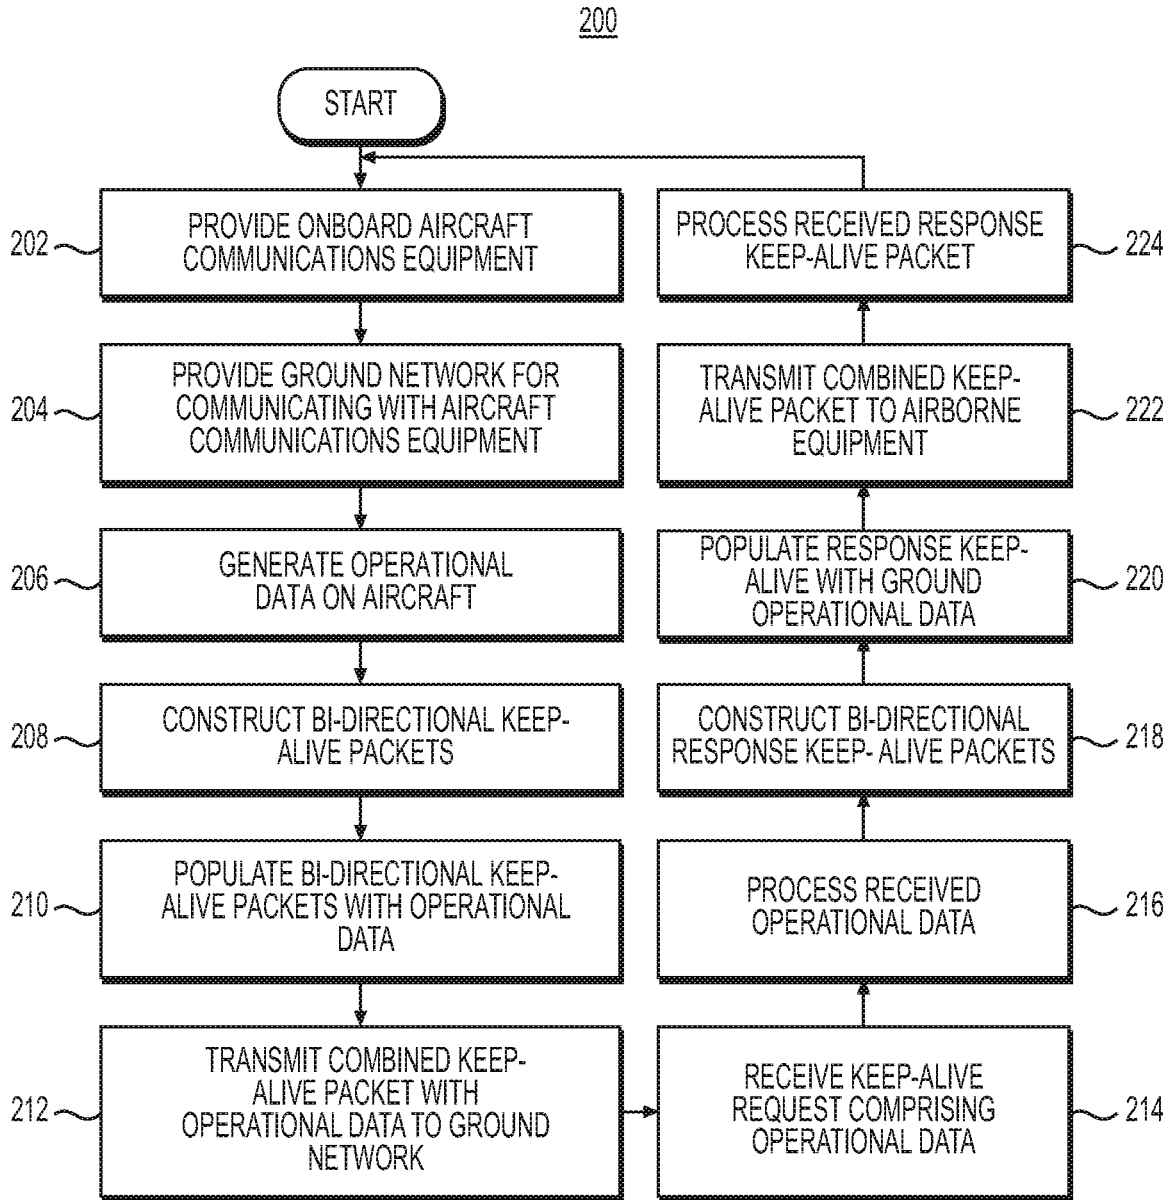 200
START
202
PROVIDE ONBOARD AIRCRAFT
COMMUNICATIONS EQUIPMENT
204
PROVIDE GROUND NETWORK FOR
COMMUNICATING WITH AIRCRAFT
COMMUNICATIONS EQUIPMENT
206
GENERATE OPERATIONAL
DATA ON AIRCRAFT
208
CONSTRUCT BI-DIRECTIONAL KEEP-
ALIVE PACKETS
210
POPULATE BI-DIRECTIONAL KEEP-
ALIVE PACKETS WITH OPERATIONAL
DATA
212
TRANSMIT COMBINED KEEP-
ALIVE PACKET WITH
OPERATIONAL DATA TO GROUND
NETWORK
RECEIVE KEEP-ALIVE
REQUEST COMPRISING
OPERATIONAL DATA
214
PROCESS RECEIVED
OPERATIONAL DATA
216
CONSTRUCT BI-DIRECTIONAL
RESPONSE KEEP- ALIVE PACKETS
218
POPULATE RESPONSE KEEP-
ALIVE WITH GROUND
OPERATIONAL DATA
220
TRANSMIT COMBINED KEEP-
ALIVE PACKET TO AIRBORNE
EQUIPMENT
222
PROCESS RECEIVED RESPONSE
KEEP-ALIVE PACKET
224